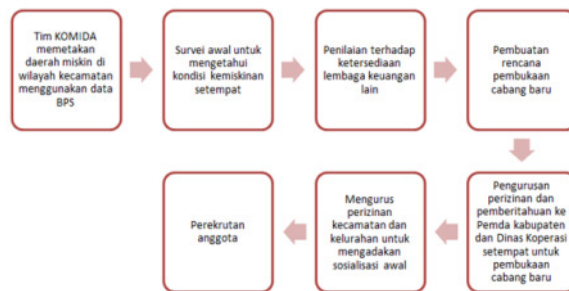 Tim KOMIDA
memetakan
daerah miskin di
wilayah kecamatan
menggunakan data
BPS
Survei awal untuk
mengetahui
kondisi kemiskinan
setempat
Penilaian terhadap
ketersediaan
lembaga keuangan
lain
Pembuatan
rencana
pembukaan
cabang baru
Pengurusan
perizinan dan
pemberitahuan ke
Pemda kabupaten
dan Dinas Koperasi
setempat untuk
pembukaan
cabang baru
Mengurus
perizinan
kecamatan dan
kelurahan untuk
mengadakan
sosialisasi awal
Perekrutan
anggota